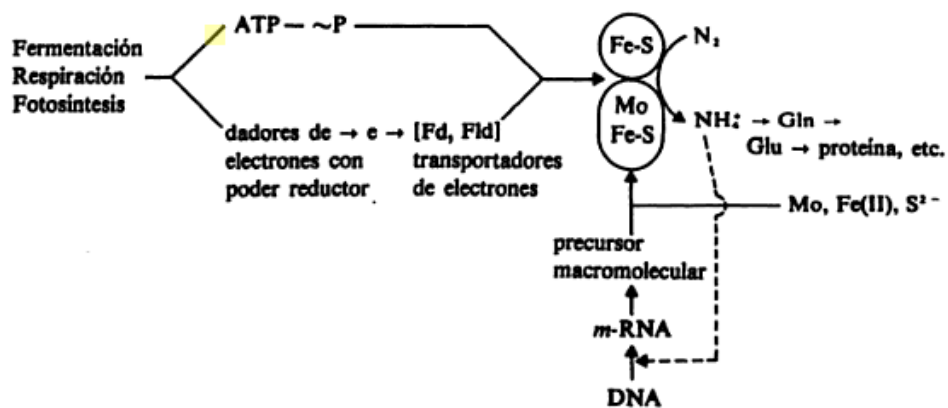 Fermentación
Respiración
Fotosíntesis
ATP — ~P
dadores de → e → [Fd, Fld]
electrones con transportadores
poder reductor de electrones
Fe-S
Mo
Fe-S
N₂
NH₄⁺ → Gln →
Glu → proteína, etc.
Mo, Fe(II), S²⁻
precursor
macromolecular
m-RNA
DNA